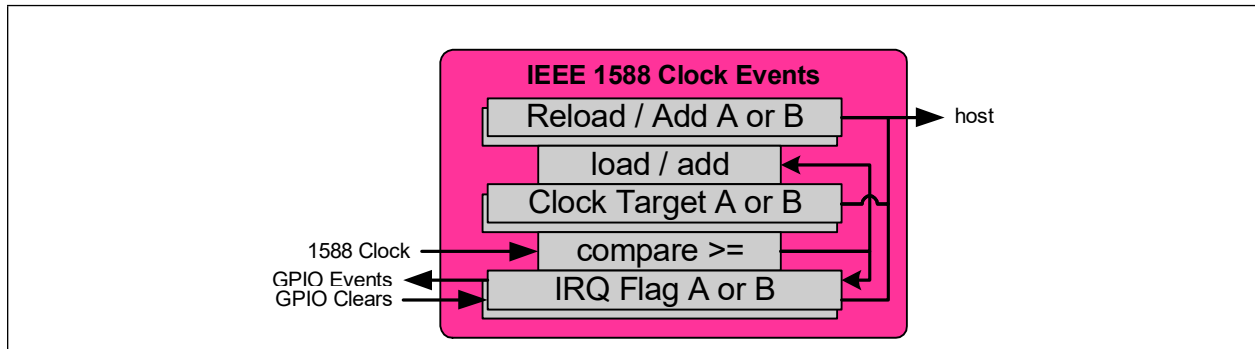 IEEE 1588 Clock Events
Reload / Add A or B
host
load / add
Clock Target A or B
1588 Clock
compare >=
GPIO Events
GPIO Clears
IRQ Flag A or B